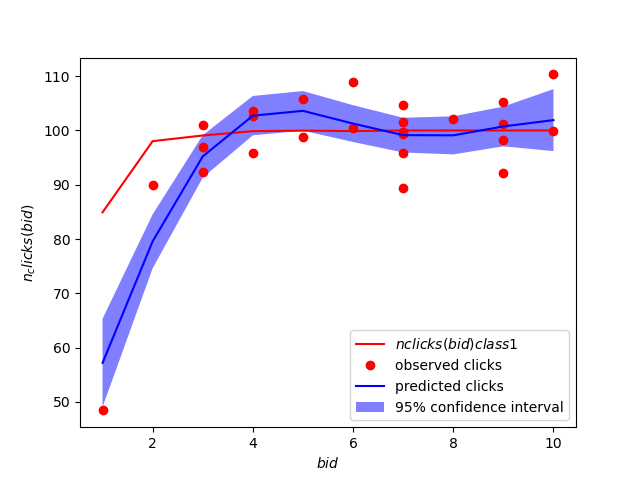 110
100
90
80
70
60
50
n_clicks(bid)
nclicks(bid)class1
observed clicks
predicted clicks
95% confidence interval
2 4 6 8 10
bid